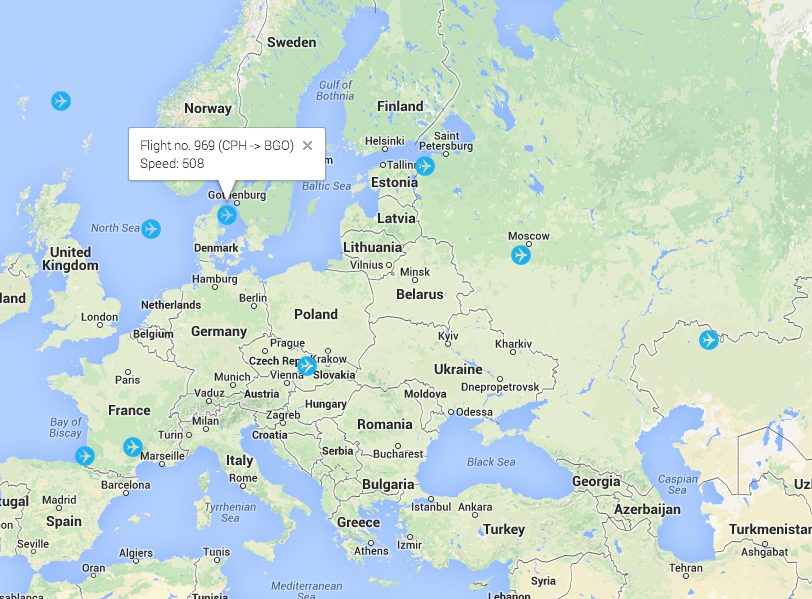 Sweden
Gulf of
Bothnia
Norway
Finland
Helsinki
Saint
Petersburg
Flight no. 969 (CPH -> BGO)
Speed: 508
Tallinn
Baltic Sea
Estonia
North Sea
Latvia
Denmark
Moscow
United
Kingdom
Lithuania
Vilnius
Minsk
Hamburg
Belarus
Berlin
Netherlands
London
Poland
Belgium
Germany
Kyiv
Kharkiv
Prague
Krakow
Czech Rep
Ukraine
Paris
Munich
Vienna
Slovakia
Dnepropetrovsk
Vaduz
Austria
Moldova
France
Hungary
Odessa
Bay of
Biscay
Milan
Zagreb
Romania
Turin
Croatia
Marseille
Serbia
Bucharest
Italy
Black Sea
Barcelona
Rome
Bulgaria
Georgia
Caspian
Sea
Madrid
Tyrrhenian
Sea
Istanbul
Ankara
Azerbaijan
Spain
Greece
Turkey
Turkmenistan
Seville
Algiers
Tunis
Athens
Izmir
Ashgabat
Oran
Tehran
Mediterranean
Sea
Syria
Tunisia
Lebanon